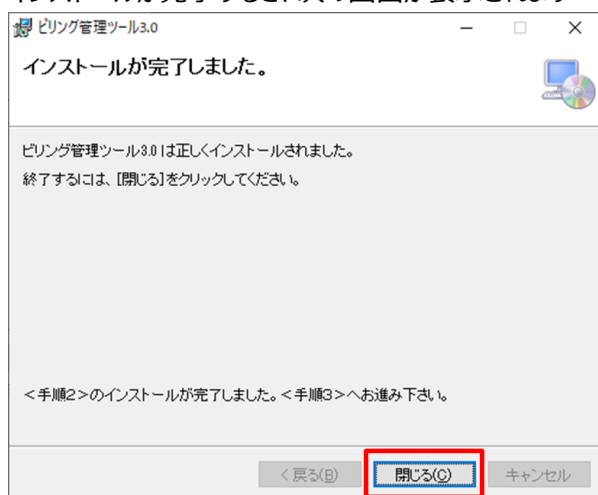 ビリング管理ツール3.0
インストールが完了しました。
ビリング管理ツール3.0 は正しくインストールされました。
終了するには、[閉じる]をクリックしてください。
<手順2>のインストールが完了しました。<手順3>へお進み下さい。
< 戻る(B)
閉じる(C)
キャンセル